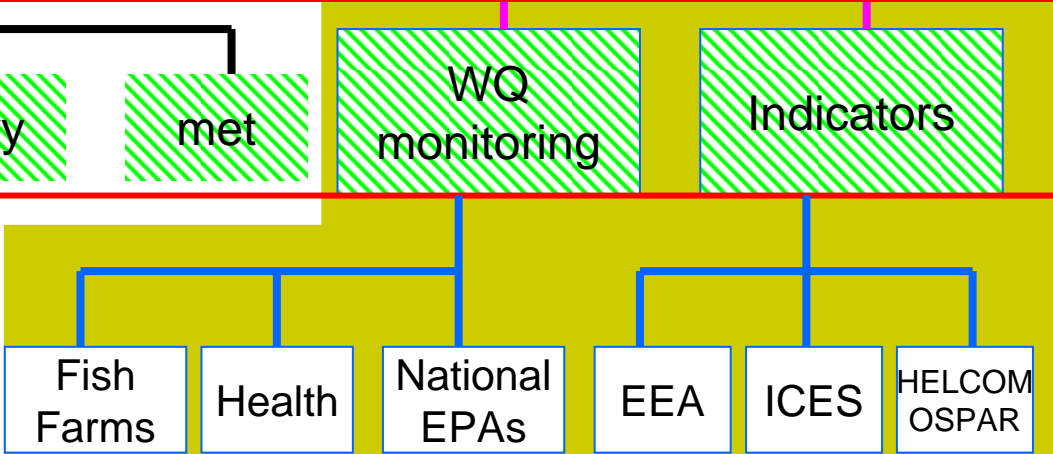 y
met
WQ
monitoring
Indicators
Fish
Farms
Health
National
EPAs
EEA
ICES
HELCOM
OSPAR